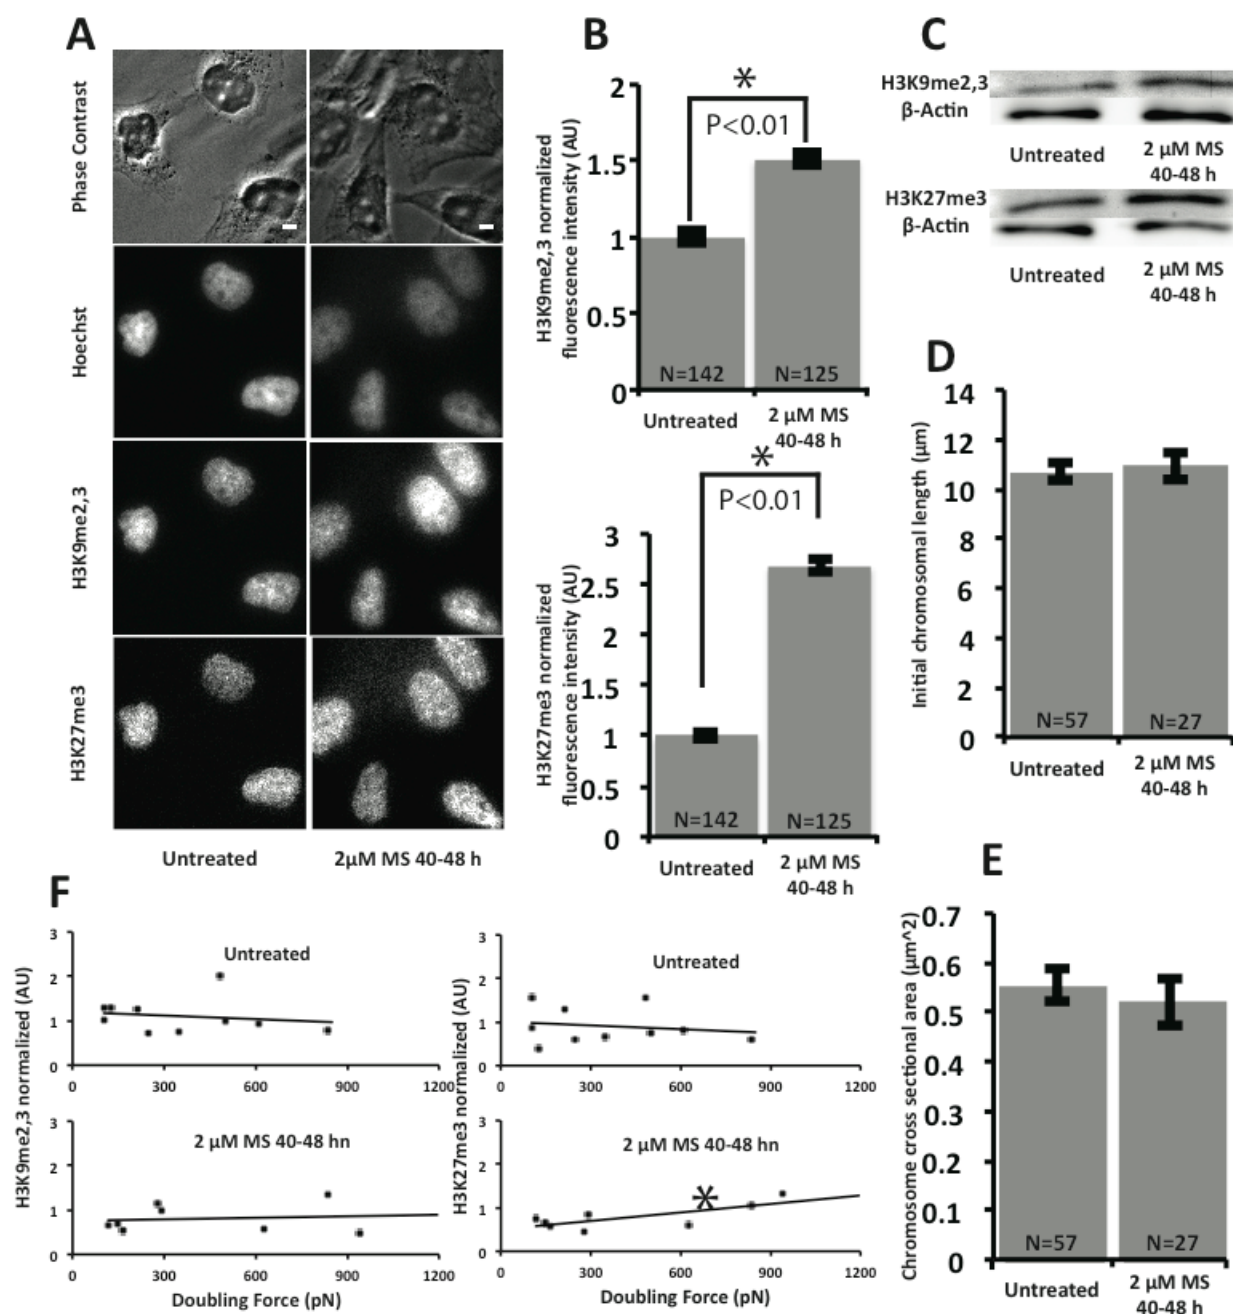 A
Phase Contrast
Hoechst
H3K9me2,3
H3K27me3
Untreated
2μM MS 40-48 h
B
H3K9me2,3 normalized
fluorescence intensity (AU)
2
1.5
1
0.5
0
*
P<0.01
N=142
N=125
Untreated
2 μM MS
40-48 h
H3K27me3 normalized
fluorescence intensity (AU)
3
2.5
2
1.5
1
0.5
0
*
P<0.01
N=142
N=125
Untreated
2 μM MS
40-48 h
C
H3K9me2,3
β-Actin
Untreated
2 μM MS
40-48 h
H3K27me3
β-Actin
Untreated
2 μM MS
40-48 h
D
Initial chromosomal length (μm)
14
12
10
8
6
4
2
0
N=57
N=27
Untreated
2 μM MS
40-48 h
E
Chromosome cross sectional area (μm^2)
0.7
0.6
0.5
0.4
0.3
0.2
0.1
0
N=57
N=27
Untreated
2 μM MS
40-48 h
F
H3K9me2,3 normalized (AU)
3
2
1
0
Untreated
0 300 600 900 1200
3
2
1
0
2 μM MS 40-48 hn
0 300 600 900 1200
Doubling Force (pN)
H3K27me3 normalized (AU)
3
2
1
0
Untreated
0 300 600 900 1200
3
2
1
0
2 μM MS 40-48 hn
*
0 300 600 900 1200
Doubling Force (pN)